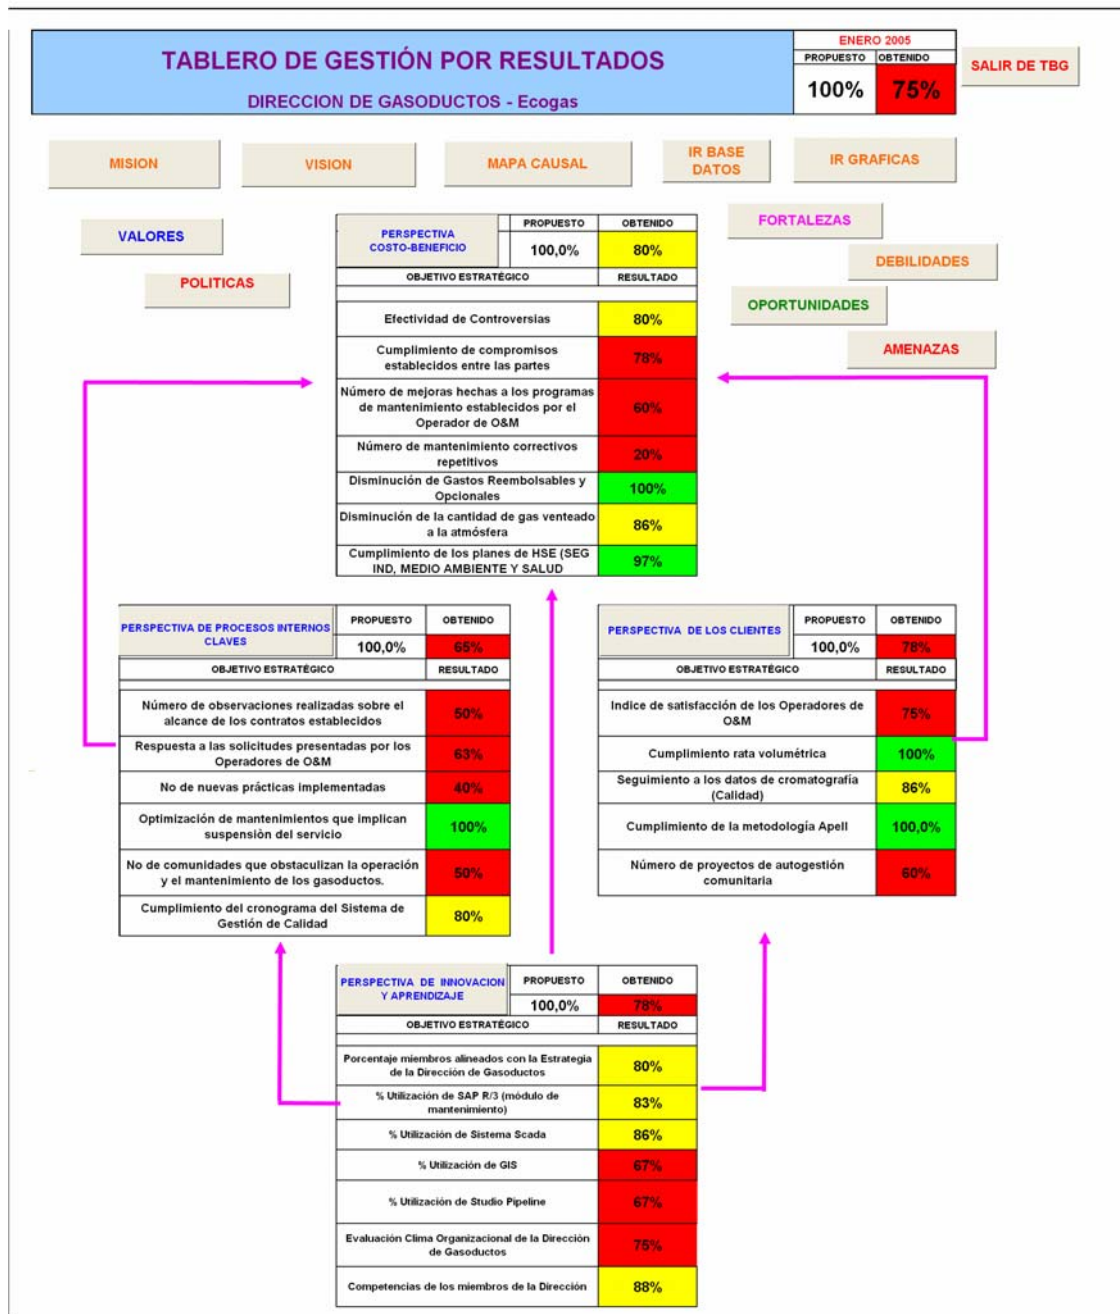 TABLERO DE GESTIÓN POR RESULTADOS
DIRECCION DE GASODUCTOS - Ecogas
ENERO 2005
PROPUESTO OBTENIDO
100% 75%
SALIR DE TBG
MISION
VISION
MAPA CAUSAL
IR BASE
DATOS
IR GRAFICAS
VALORES
POLITICAS
FORTALEZAS
DEBILIDADES
OPORTUNIDADES
AMENAZAS
PERSPECTIVA
COSTO-BENEFICIO
PROPUESTO OBTENIDO
100,0% 80%
OBJETIVO ESTRATÉGICO RESULTADO
Efectividad de Controversias 80%
Cumplimiento de compromisos
establecidos entre las partes 78%
Número de mejoras hechas a los programas
de mantenimiento establecidos por el
Operador de O&M 60%
Número de mantenimiento correctivos
repetitivos 20%
Disminución de Gastos Reembolsables y
Opcionales 100%
Disminución de la cantidad de gas venteado
a la atmósfera 86%
Cumplimiento de los planes de HSE (SEG
IND, MEDIO AMBIENTE Y SALUD 97%
PERSPECTIVA DE PROCESOS INTERNOS
CLAVES
PROPUESTO OBTENIDO
100,0% 65%
OBJETIVO ESTRATÉGICO RESULTADO
Número de observaciones realizadas sobre el
alcance de los contratos establecidos 50%
Respuesta a las solicitudes presentadas por los
Operadores de O&M 63%
No de nuevas prácticas implementadas 40%
Optimización de mantenimientos que implican
suspensiòn del servicio 100%
No de comunidades que obstaculizan la operación
y el mantenimiento de los gasoductos. 50%
Cumplimiento del cronograma del Sistema de
Gestión de Calidad 80%
PERSPECTIVA DE LOS CLIENTES
PROPUESTO OBTENIDO
100,0% 78%
OBJETIVO ESTRATÉGICO RESULTADO
Indice de satisfacción de los Operadores de
O&M 75%
Cumplimiento rata volumétrica 100%
Seguimiento a los datos de cromatografía
(Calidad) 86%
Cumplimiento de la metodología Apell 100,0%
Número de proyectos de autogestión
comunitaria 60%
PERSPECTIVA DE INNOVACION
Y APRENDIZAJE
PROPUESTO OBTENIDO
100,0% 78%
OBJETIVO ESTRATÉGICO RESULTADO
Porcentaje miembros alineados con la Estrategia
de la Dirección de Gasoductos 80%
% Utilización de SAP R/3 (módulo de
mantenimiento) 83%
% Utilización de Sistema Scada 86%
% Utilización de GIS 67%
% Utilización de Studio Pipeline 67%
Evaluación Clima Organizacional de la Dirección
de Gasoductos 75%
Competencias de los miembros de la Dirección 88%